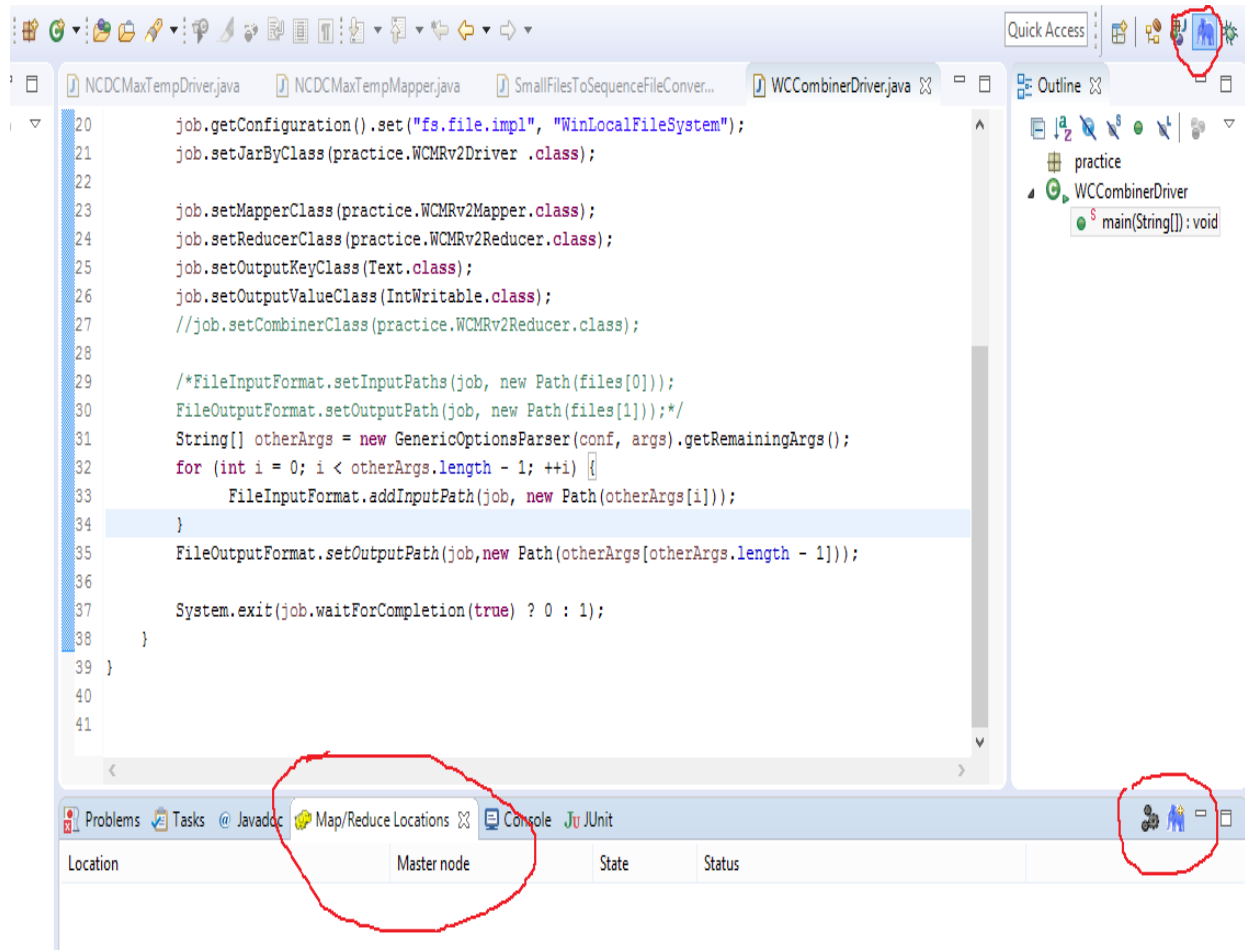 Quick Access
NCDCMaxTempDriver.java NCDCMaxTempMapper.java SmallFilesToSequenceFileConver... WCCombinerDriver.java
20 job.getConfiguration().set("fs.file.impl", "WinLocalFileSystem");
21 job.setJarByClass(practice.WCMRv2Driver .class);
22
23 job.setMapperClass(practice.WCMRv2Mapper.class);
24 job.setReducerClass(practice.WCMRv2Reducer.class);
25 job.setOutputKeyClass(Text.class);
26 job.setOutputValueClass(IntWritable.class);
27 //job.setCombinerClass(practice.WCMRv2Reducer.class);
28
29 /*FileInputFormat.setInputPaths(job, new Path(files[0]));
30 FileOutputFormat.setOutputPath(job, new Path(files[1]));*/
31 String[] otherArgs = new GenericOptionsParser(conf, args).getRemainingArgs();
32 for (int i = 0; i < otherArgs.length - 1; ++i) {
33 FileInputFormat.addInputPath(job, new Path(otherArgs[i]));
34 }
35 FileOutputFormat.setOutputPath(job,new Path(otherArgs[otherArgs.length - 1]));
36
37 System.exit(job.waitForCompletion(true) ? 0 : 1);
38 }
39 }
40
41
Outline
practice
WCCombinerDriver
main(String[]) : void
Problems Tasks @ Javadoc Map/Reduce Locations Console JUnit
Location Master node State Status